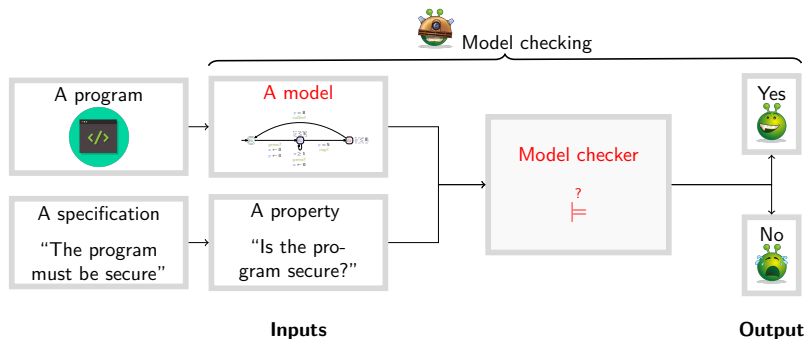 Model checking
A program
</>
A model
Yes
Model checker
?
⊨
A specification
“The program
must be secure”
A property
“Is the pro-
gram secure?”
No
Inputs
Output